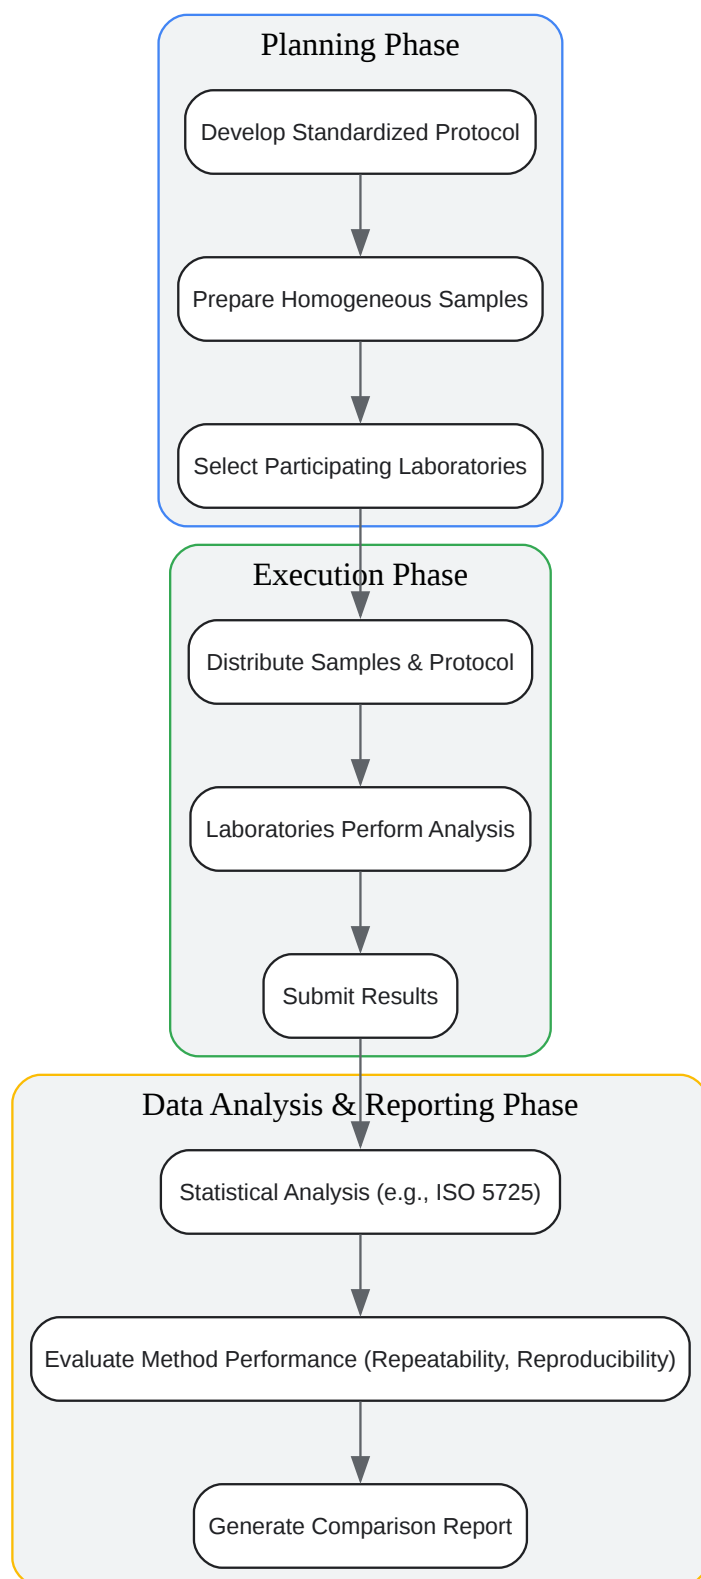 Planning Phase
Develop Standardized Protocol
Prepare Homogeneous Samples
Select Participating Laboratories
Execution Phase
Distribute Samples & Protocol
Laboratories Perform Analysis
Submit Results
Data Analysis & Reporting Phase
Statistical Analysis (e.g., ISO 5725)
Evaluate Method Performance (Repeatability, Reproducibility)
Generate Comparison Report